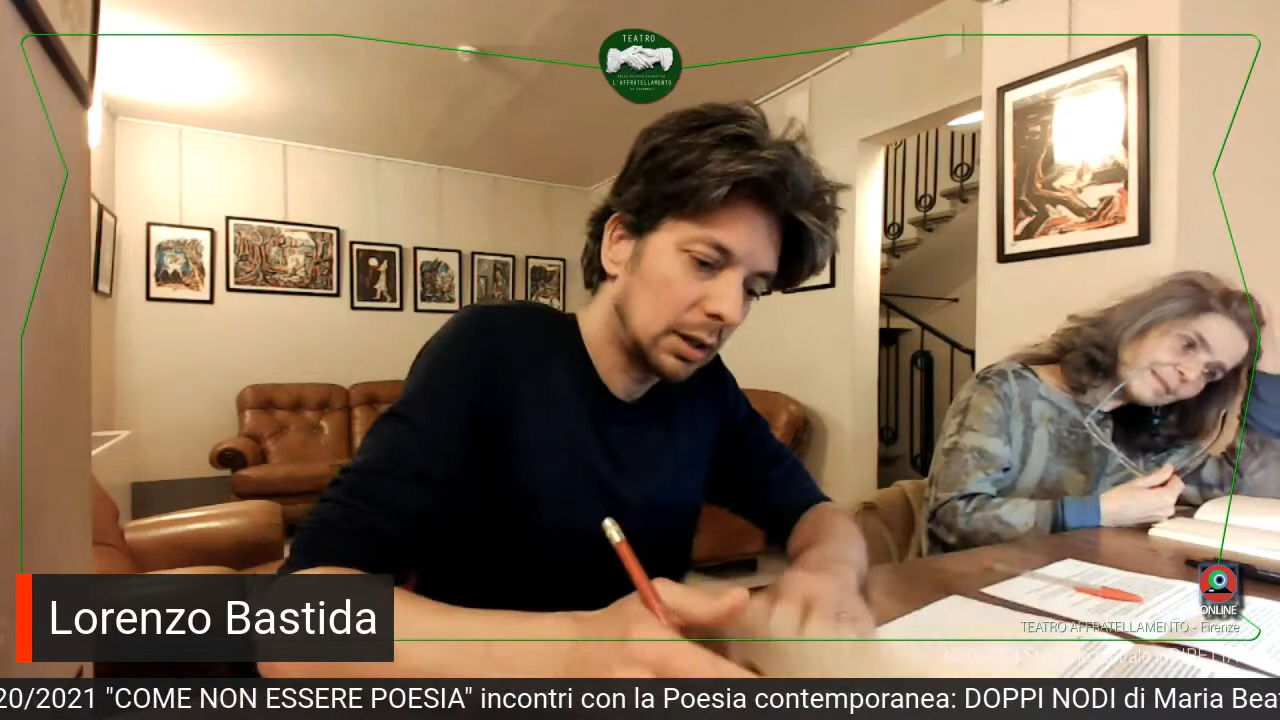 TEATRO
L'AFFRATELLAMENTO
Lorenzo Bastida
ONLINE
TEATRO AFFRATELLAMENTO - Firenze
20/2021 "COME NON ESSERE POESIA" incontri con la Poesia contemporanea: DOPPI NODI di Maria Bea